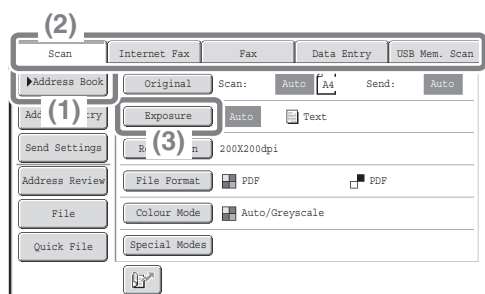 (2)
Scan Internet Fax Fax Data Entry USB Mem. Scan
Address Book Original Scan: Auto A4 Send: Auto
(1) Exposure Auto Text
Send Settings (3) 200X200dpi
Address Review File Format PDF PDF
File Colour Mode Auto/Greyscale
Quick File Special Modes